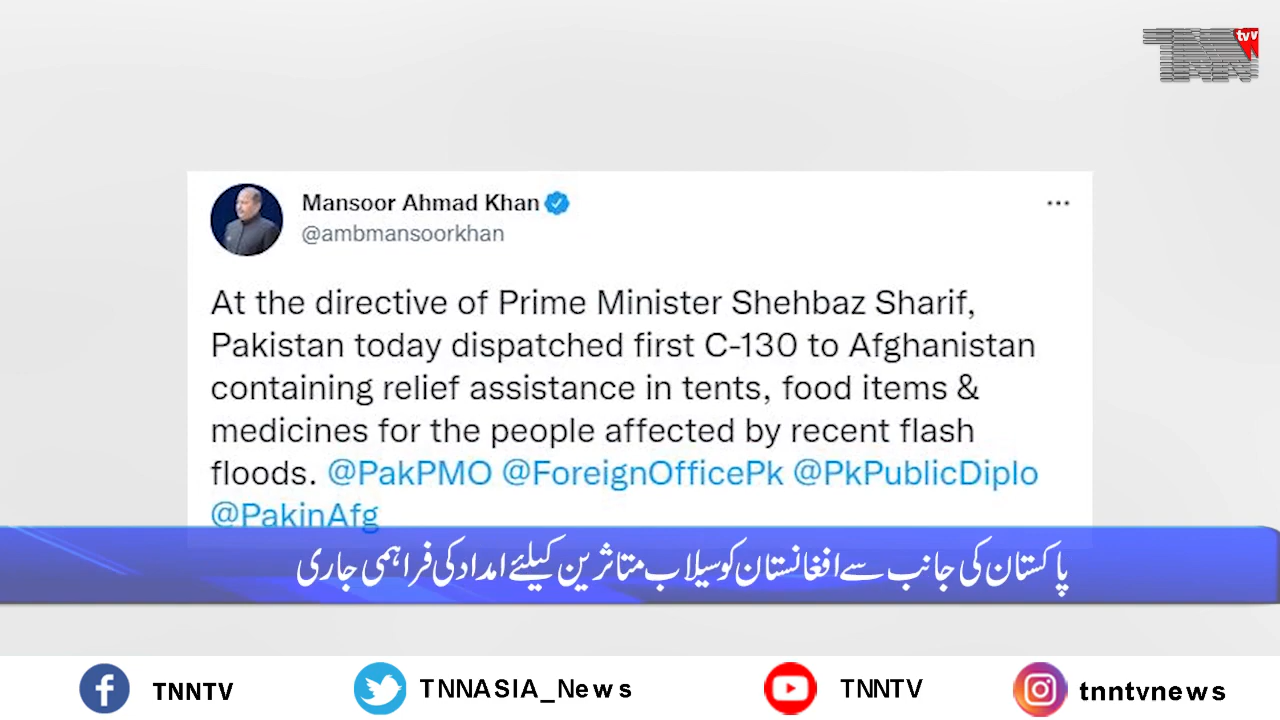 TNN
tvv
Mansoor Ahmad Khan
@ambmansoorkhan
At the directive of Prime Minister Shehbaz Sharif,
Pakistan today dispatched first C-130 to Afghanistan
containing relief assistance in tents, food items &
medicines for the people affected by recent flash
floods. @PakPMO @ForeignOfficePk @PkPublicDiplo
@PakinAfg
پاکستان کی جانب سے افغانستان کو سیلاب متاثرین کیلئے امداد کی فراہمی جاری
TNNTV TNNASIA_News TNNTV tnntvnews